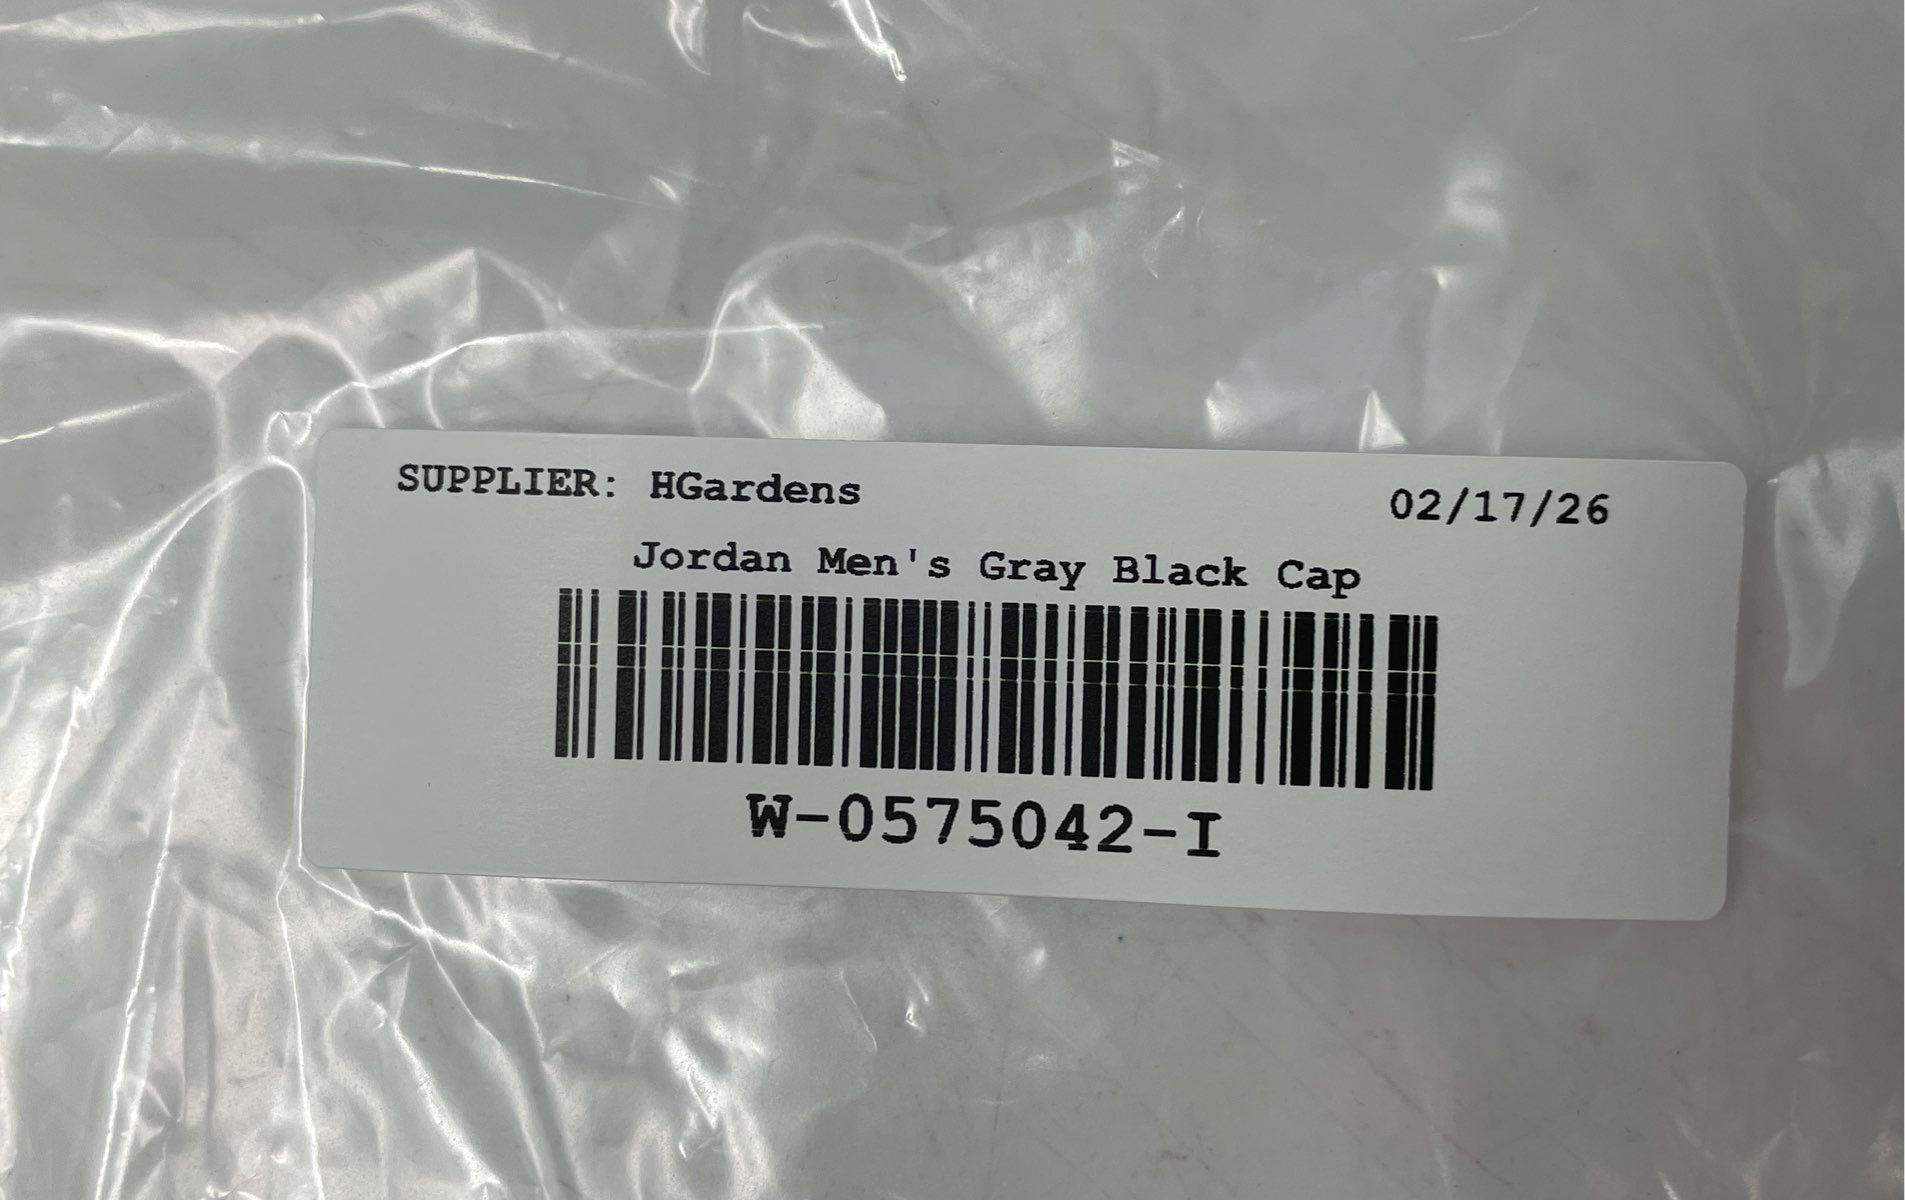 SUPPLIER: HGardens 02/17/26
Jordan Men's Gray Black Cap
W-0575042-I